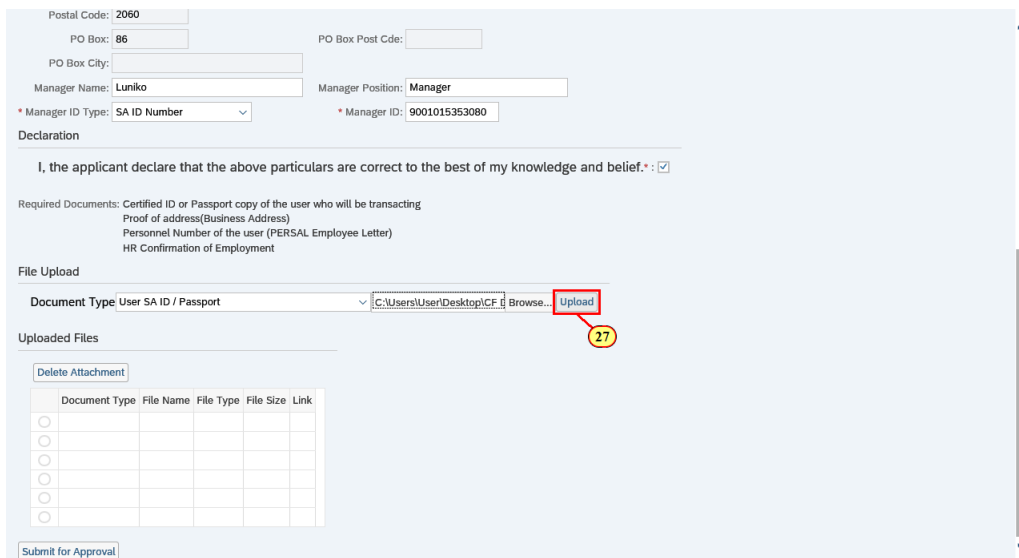 Postal Code: 2060
PO Box: 86 PO Box Post Cde:
PO Box City:
Manager Name: Luniko Manager Position: Manager
* Manager ID Type: SA ID Number * Manager ID: 9001015353080
Declaration
I, the applicant declare that the above particulars are correct to the best of my knowledge and belief.* :
Required Documents: Certified ID or Passport copy of the user who will be transacting
Proof of address(Business Address)
Personnel Number of the user (PERSAL Employee Letter)
HR Confirmation of Employment
File Upload
Document Type User SA ID / Passport C:\Users\User\Desktop\CF D Browse... Upload
27
Uploaded Files
Delete Attachment
Document Type File Name File Type File Size Link
Submit for Approval